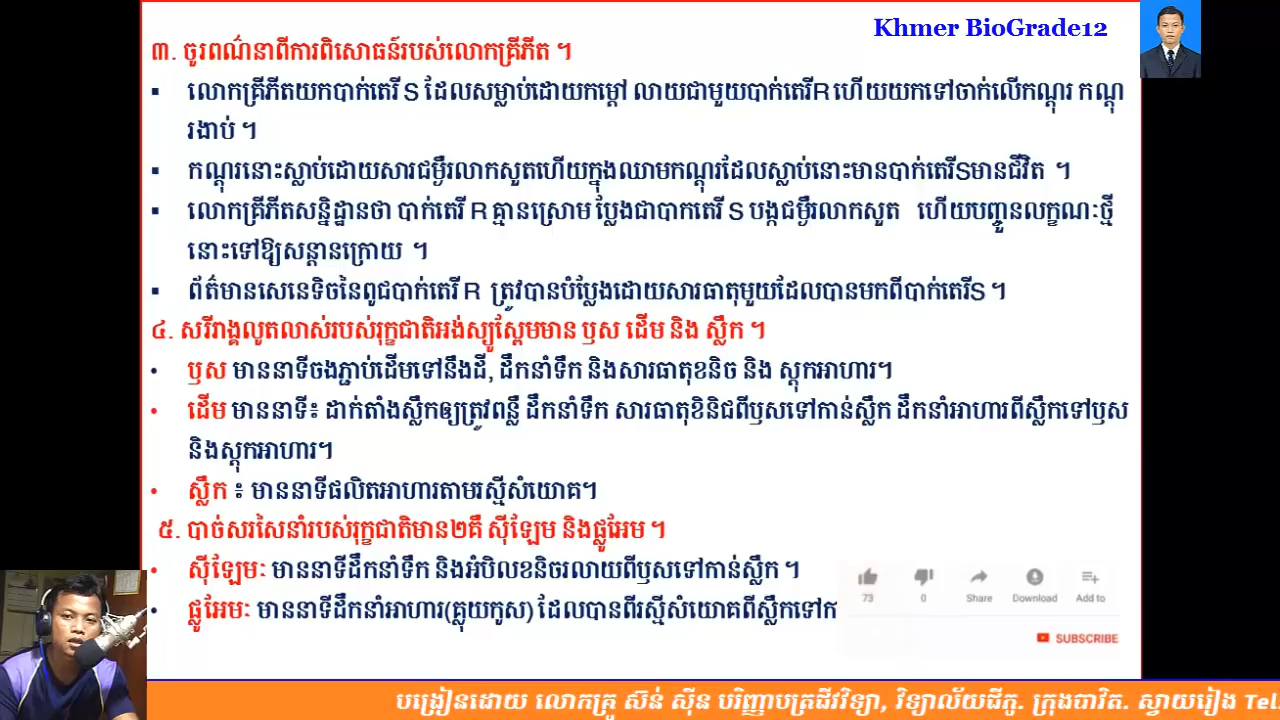 Khmer BioGrade12
៣. ចូរពណ៌នាពីការពិសោធន៍របស់លោកគ្រីភីត ។
▪ លោកគ្រីភីតយកបាក់តេរី S ដែលសម្លាប់ដោយកម្ដៅ លាយជាមួយបាក់តេរីR ហើយយកទៅចាក់លើកណ្ដុរ កណ្ដុ
រងាប់ ។
▪ កណ្ដុរនោះស្លាប់ដោយសារជម្ងឺរលាកសួតហើយក្នុងឈាមកណ្ដុរដែលស្លាប់នោះមានបាក់តេរីSមានជីវិត ។
▪ លោកគ្រីភីតសន្និដ្ឋានថា បាក់តេរី R គ្មានស្រោម ប្លែងជាបាកតេរី S បង្កជម្ងឺរលាកសួត ហើយបញ្ជួនលក្ខណៈថ្មី
នោះទៅឱ្យសន្តានក្រោយ ។
▪ ព័ត៌មានសេនេទិចនៃពូជបាក់តេរី R ត្រូវបានបំប្លែងដោយសារធាតុមួយដែលបានមកពីបាក់តេរីS ។
៤. សរីរាង្គលូតលាស់របស់រុក្ខជាតិអង់ស្យូស្ពែមមាន ឫស ដើម និង ស្លឹក ។
• ឫស មាននាទីចងភ្ជាប់ដើមទៅនឹងដី, ដឹកនាំទឹក និងសារធាតុខនិច និង ស្តុកអាហារ។
• ដើម មាននាទី៖ ដាក់តាំងស្លឹកឲ្យត្រូវពន្លឺ ដឹកនាំទឹក សារធាតុខិនិជពីឫសទៅកាន់ស្លឹក ដឹកនាំអាហារពីស្លឹកទៅឫស
និងស្តុកអាហារ។
• ស្លឹក ៖ មាននាទីផលិតអាហារតាមរស្មីសំយោគ។
៥. បាច់សរសៃនាំរបស់រុក្ខជាតិមាន២គឺ ស៊ីឡែម និងផ្លូអែម ។
• ស៊ីឡែមៈ មាននាទីដឹកនាំទឹក និងអំបិលខនិចរលាយពីឫសទៅកាន់ស្លឹក ។
• ផ្លូអែមៈ មាននាទីដឹកនាំអាហារ(គ្លុយកូស) ដែលបានពីរស្មីសំយោគពីស្លឹកទៅក
73 0 Share Download Add to
SUBSCRIBE
បង្រៀនដោយ លោកគ្រូ ស៊ន់ ស៊ីន បរិញ្ញាបត្រជីវវិទ្យា, វិទ្យាល័យជីភូ. ក្រុងបាវិត. ស្វាយរៀង Tel